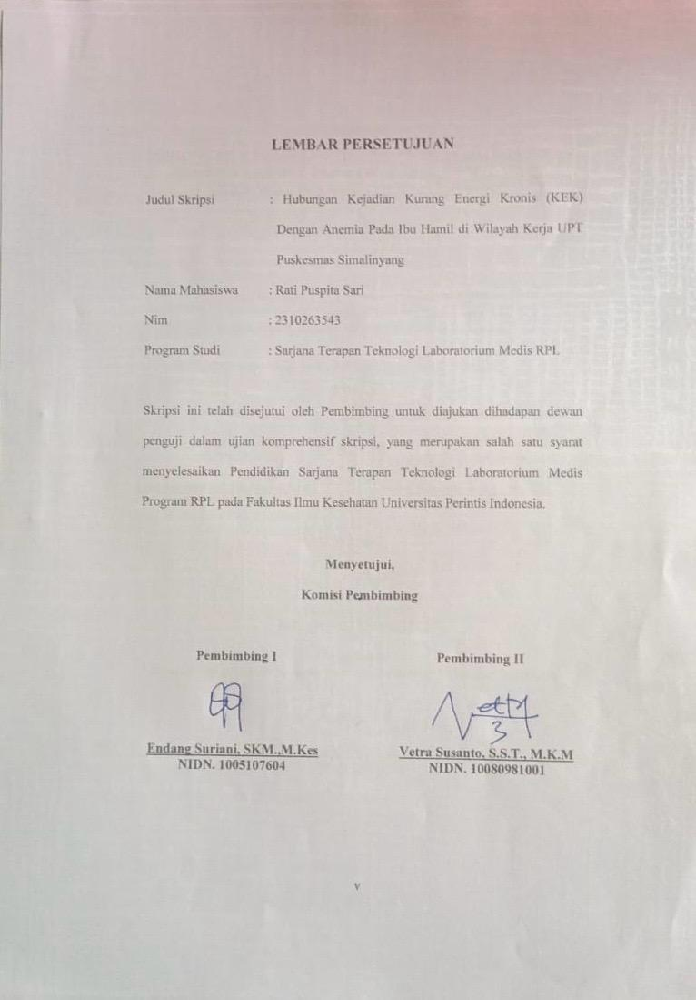 LEMBAR PERSETUJUAN
Judul Skripsi : Hubungan Kejadian Kurang Energi Kronis (KEK)
Dengan Anemia Pada Ibu Hamil di Wilayah Kerja UPT
Puskesmas Simalinyang
Nama Mahasiswa : Rati Puspita Sari
Nim : 2310263543
Program Studi : Sarjana Terapan Teknologi Laboratorium Medis RPL
Skripsi ini telah disejutui oleh Pembimbing untuk diajukan dihadapan dewan
penguji dalam ujian komprehensif skripsi, yang merupakan salah satu syarat
menyelesaikan Pendidikan Sarjana Terapan Teknologi Laboratorium Medis
Program RPL pada Fakultas Ilmu Kesehatan Universitas Perintis Indonesia.
Menyetujui,
Komisi Pembimbing
Pembimbing I
Pembimbing II
Endang Suriani, SKM.,M.Kes
NIDN. 1005107604
Vetra Susanto, S.S.T., M.K.M
NIDN. 10080981001
v